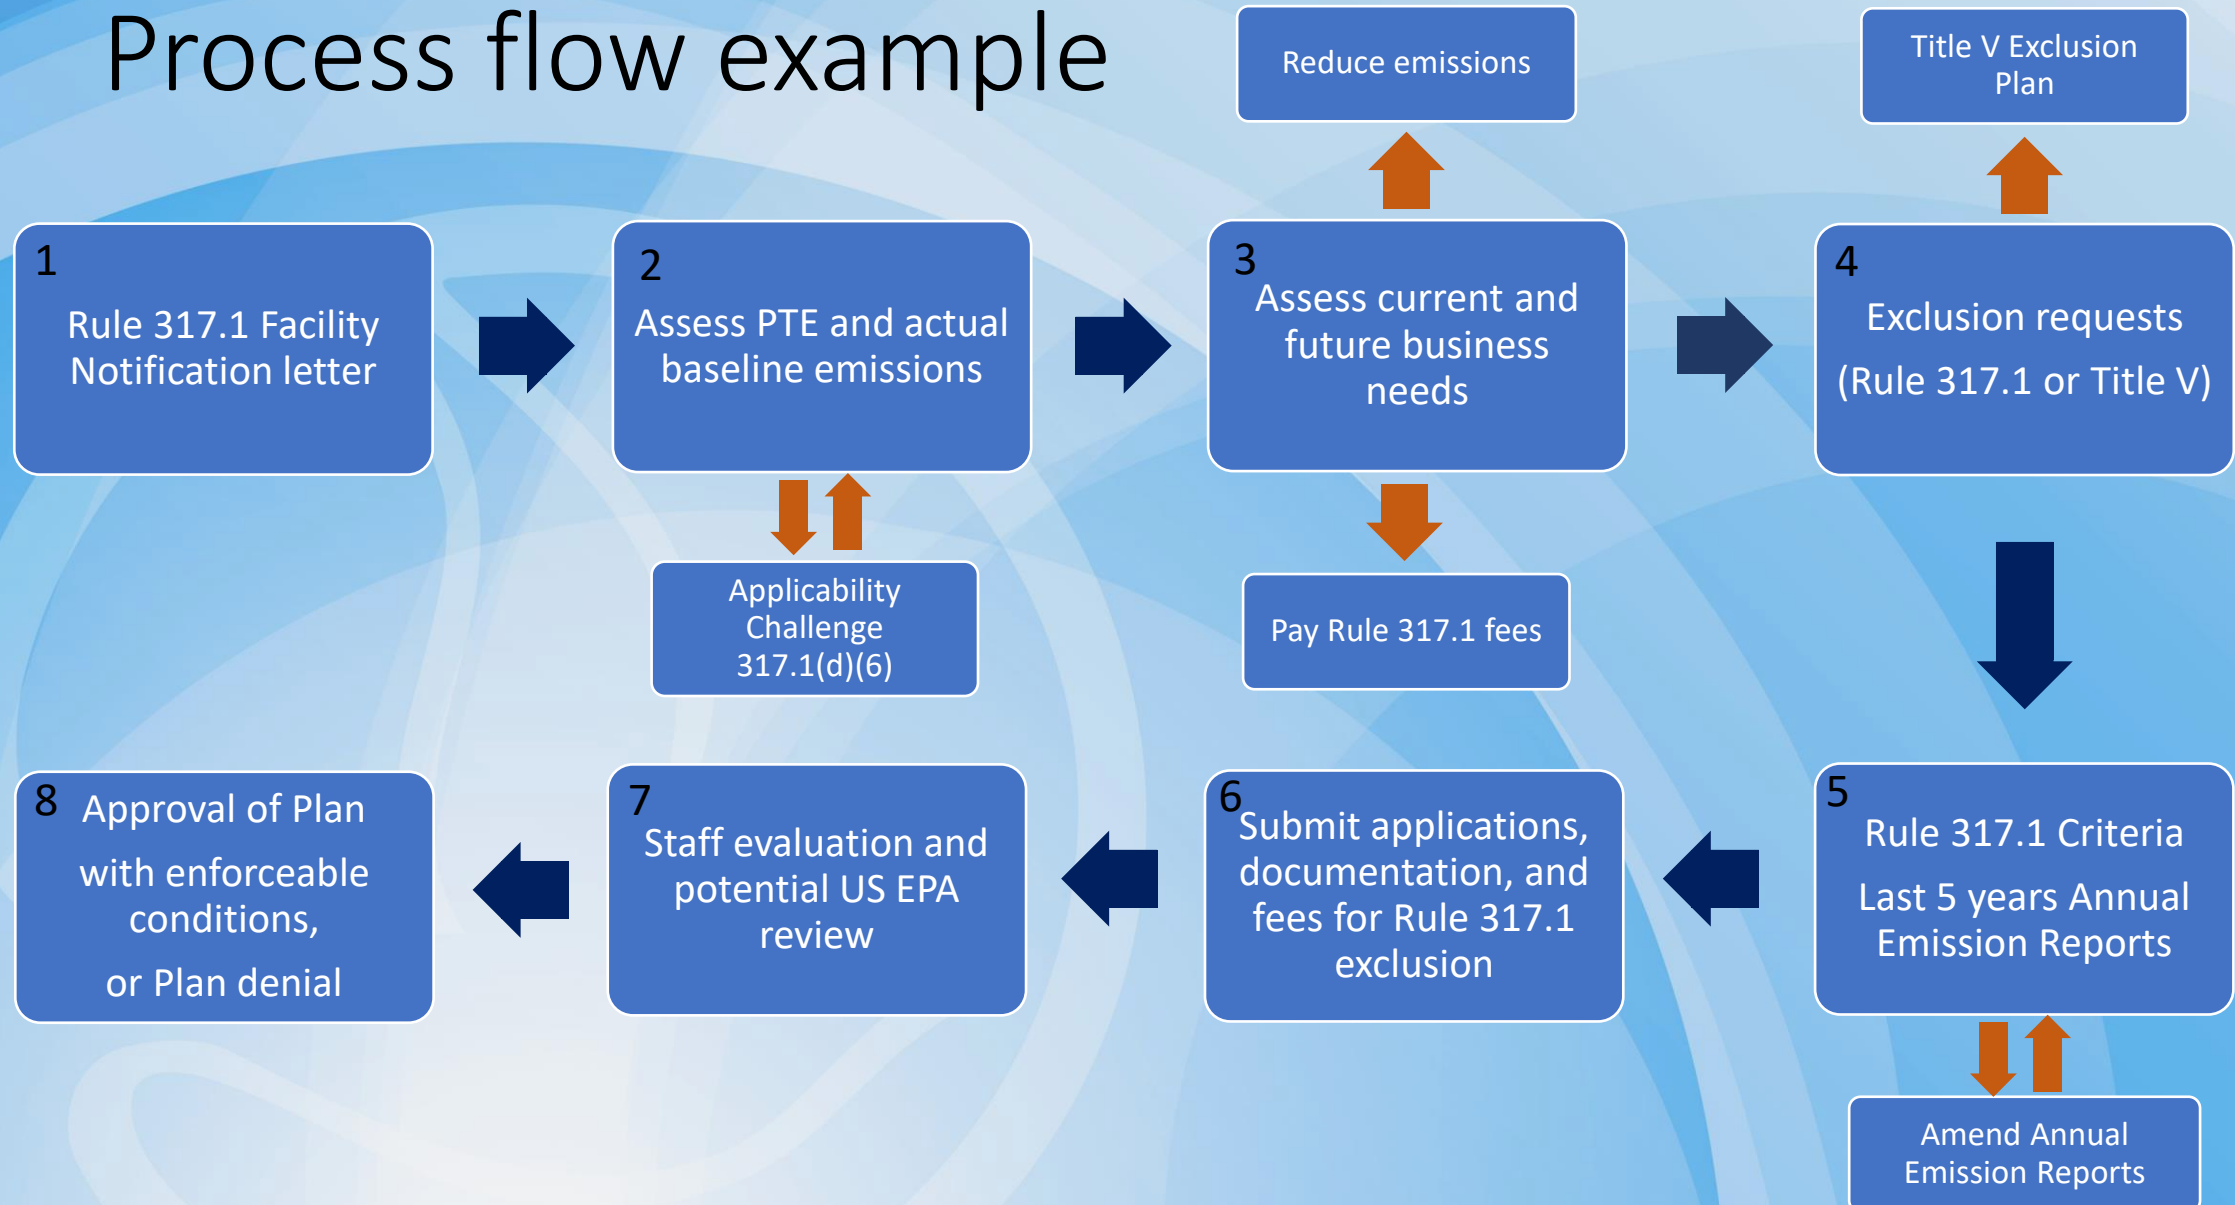 Process flow example
Reduce emissions
Title V Exclusion
Plan
1
Rule 317.1 Facility
Notification letter
2
Assess PTE and actual
baseline emissions
3
Assess current and
future business
needs
4
Exclusion requests
(Rule 317.1 or Title V)
Applicability
Challenge
317.1(d)(6)
Pay Rule 317.1 fees
5
Rule 317.1 Criteria
Last 5 years Annual
Emission Reports
6
Submit applications,
documentation, and
fees for Rule 317.1
exclusion
7
Staff evaluation and
potential US EPA
review
8
Approval of Plan
with enforceable
conditions,
or Plan denial
Amend Annual
Emission Reports